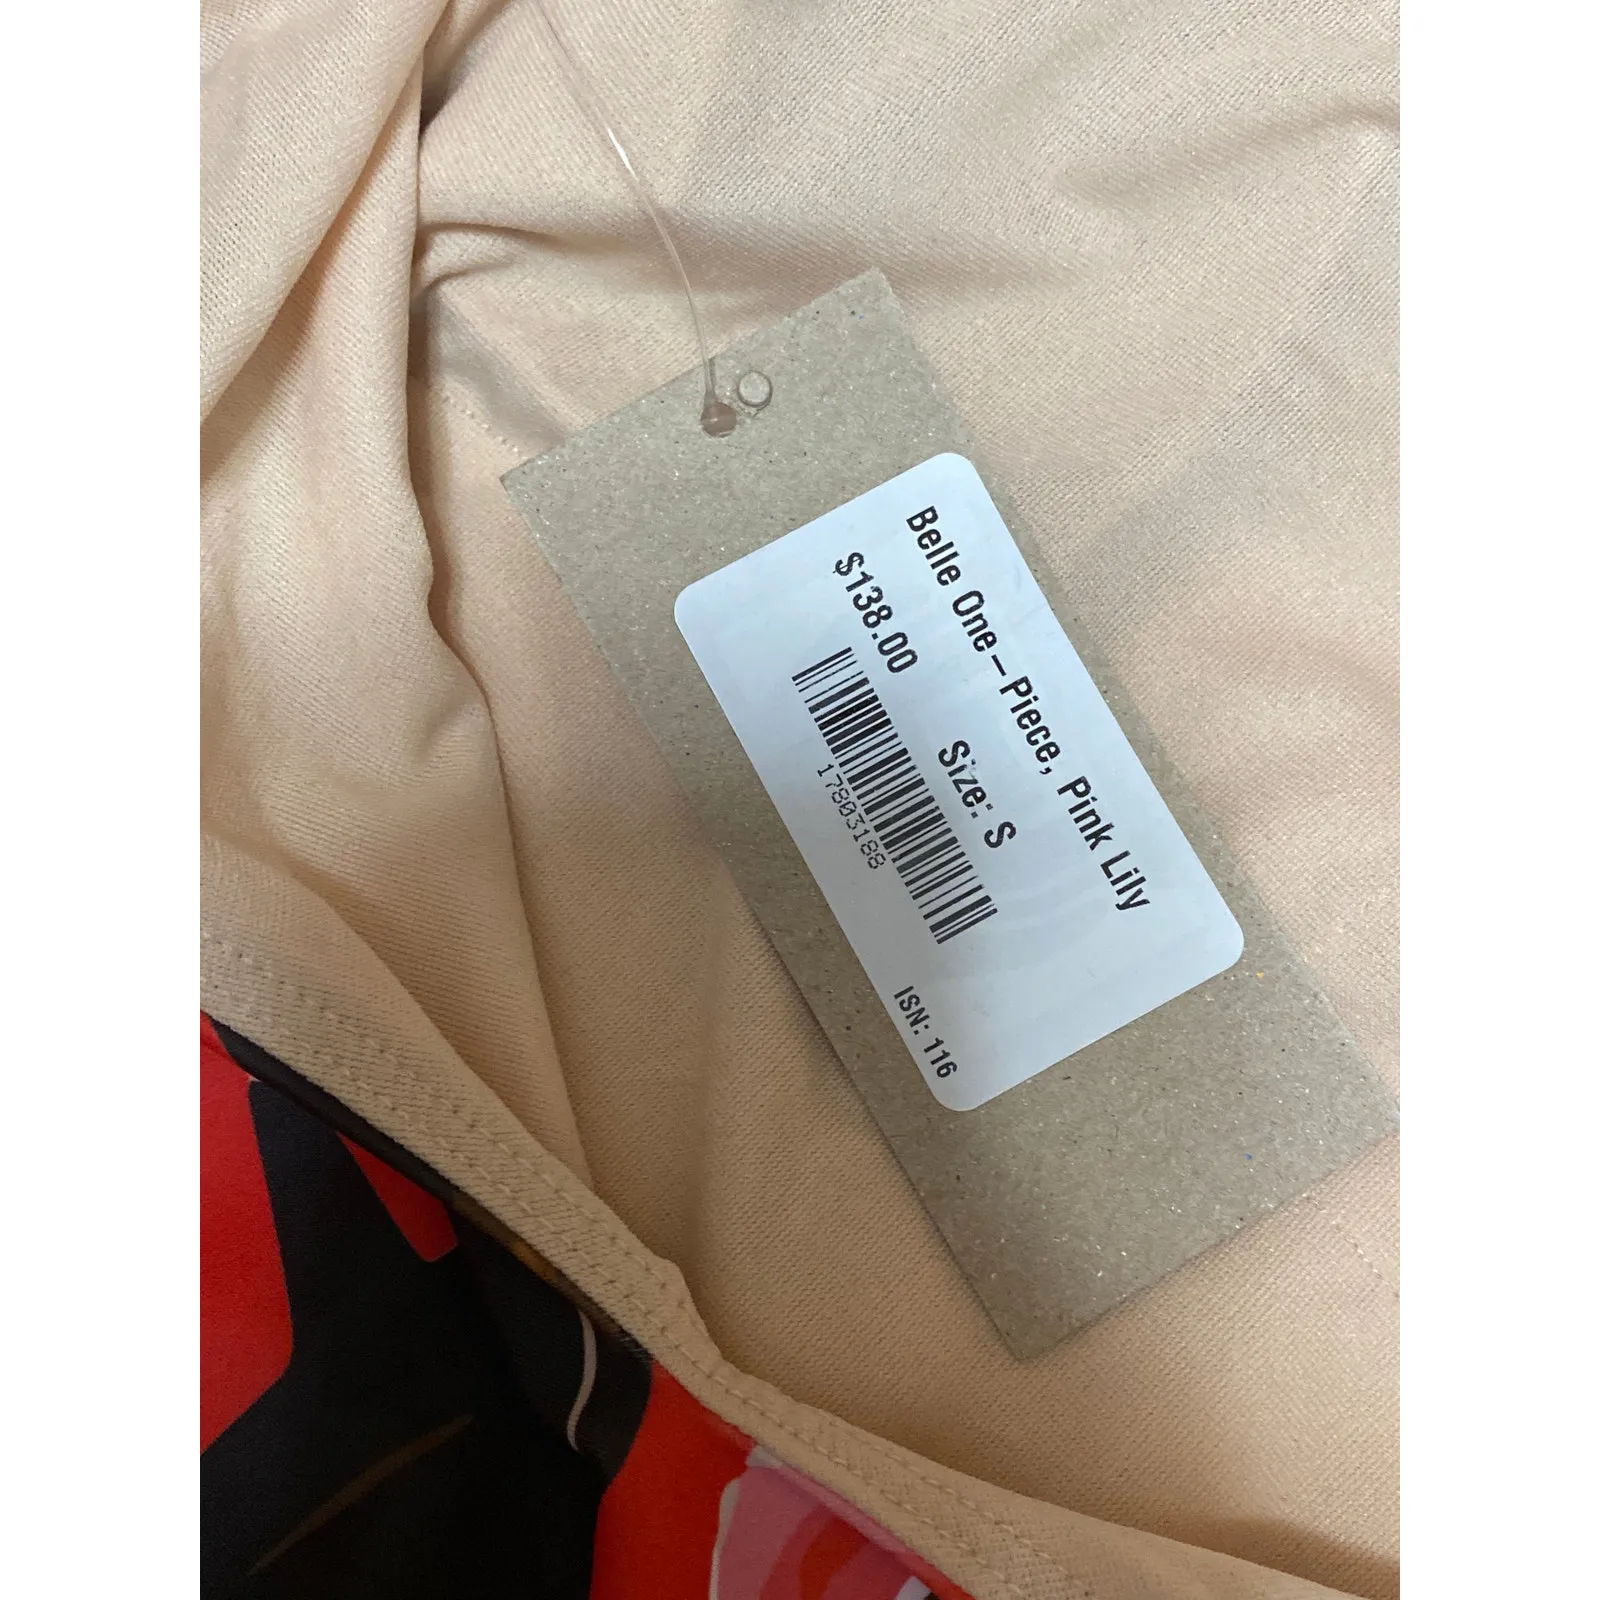 Belle One-Piece, Pink Lily
$138.00 Size: S
17803188
ISN: 116